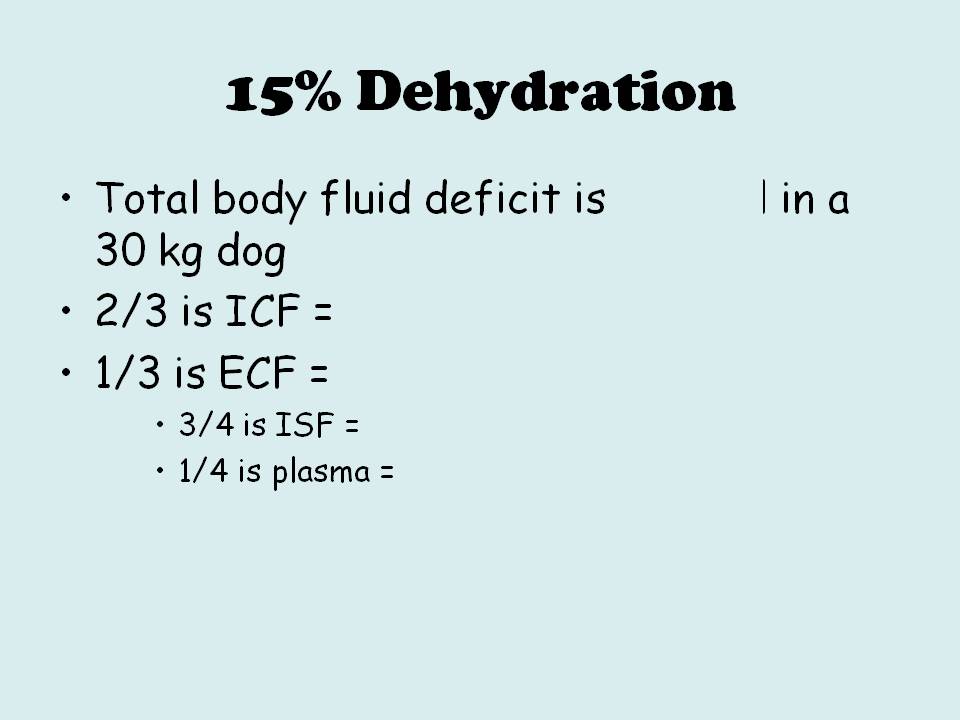 15% Dehydration
• Total body fluid deficit is l in a
30 kg dog
• 2/3 is ICF =
• 1/3 is ECF =
• 3/4 is ISF =
• 1/4 is plasma =